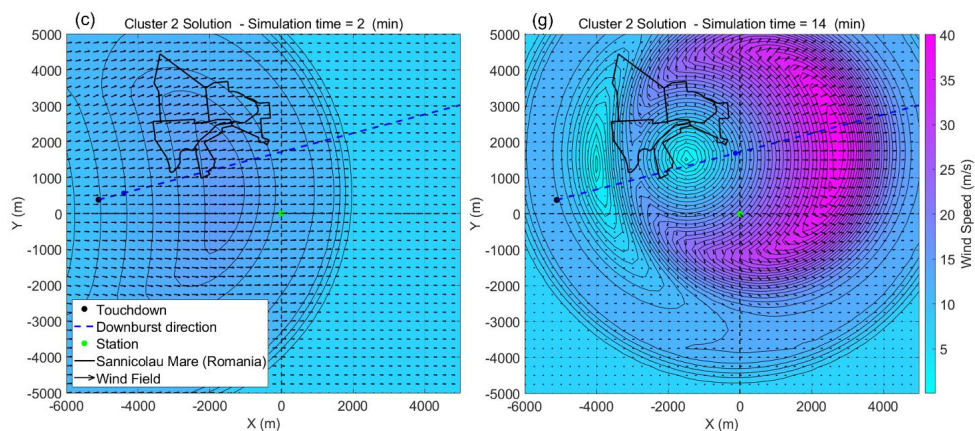 (c) Cluster 2 Solution - Simulation time = 2 (min)
5000
4000
3000
2000
1000
0
-1000
-2000
-3000
-4000
-5000
Y (m)
Touchdown
Downburst direction
Station
Sannicolau Mare (Romania)
Wind Field
-6000 -4000 -2000 0 2000 4000
X (m)
(g) Cluster 2 Solution - Simulation time = 14 (min)
5000
4000
3000
2000
1000
0
-1000
-2000
-3000
-4000
-5000
Y (m)
-6000 -4000 -2000 0 2000 4000
X (m)
40
35
30
25
20
15
10
5
Wind Speed (m/s)